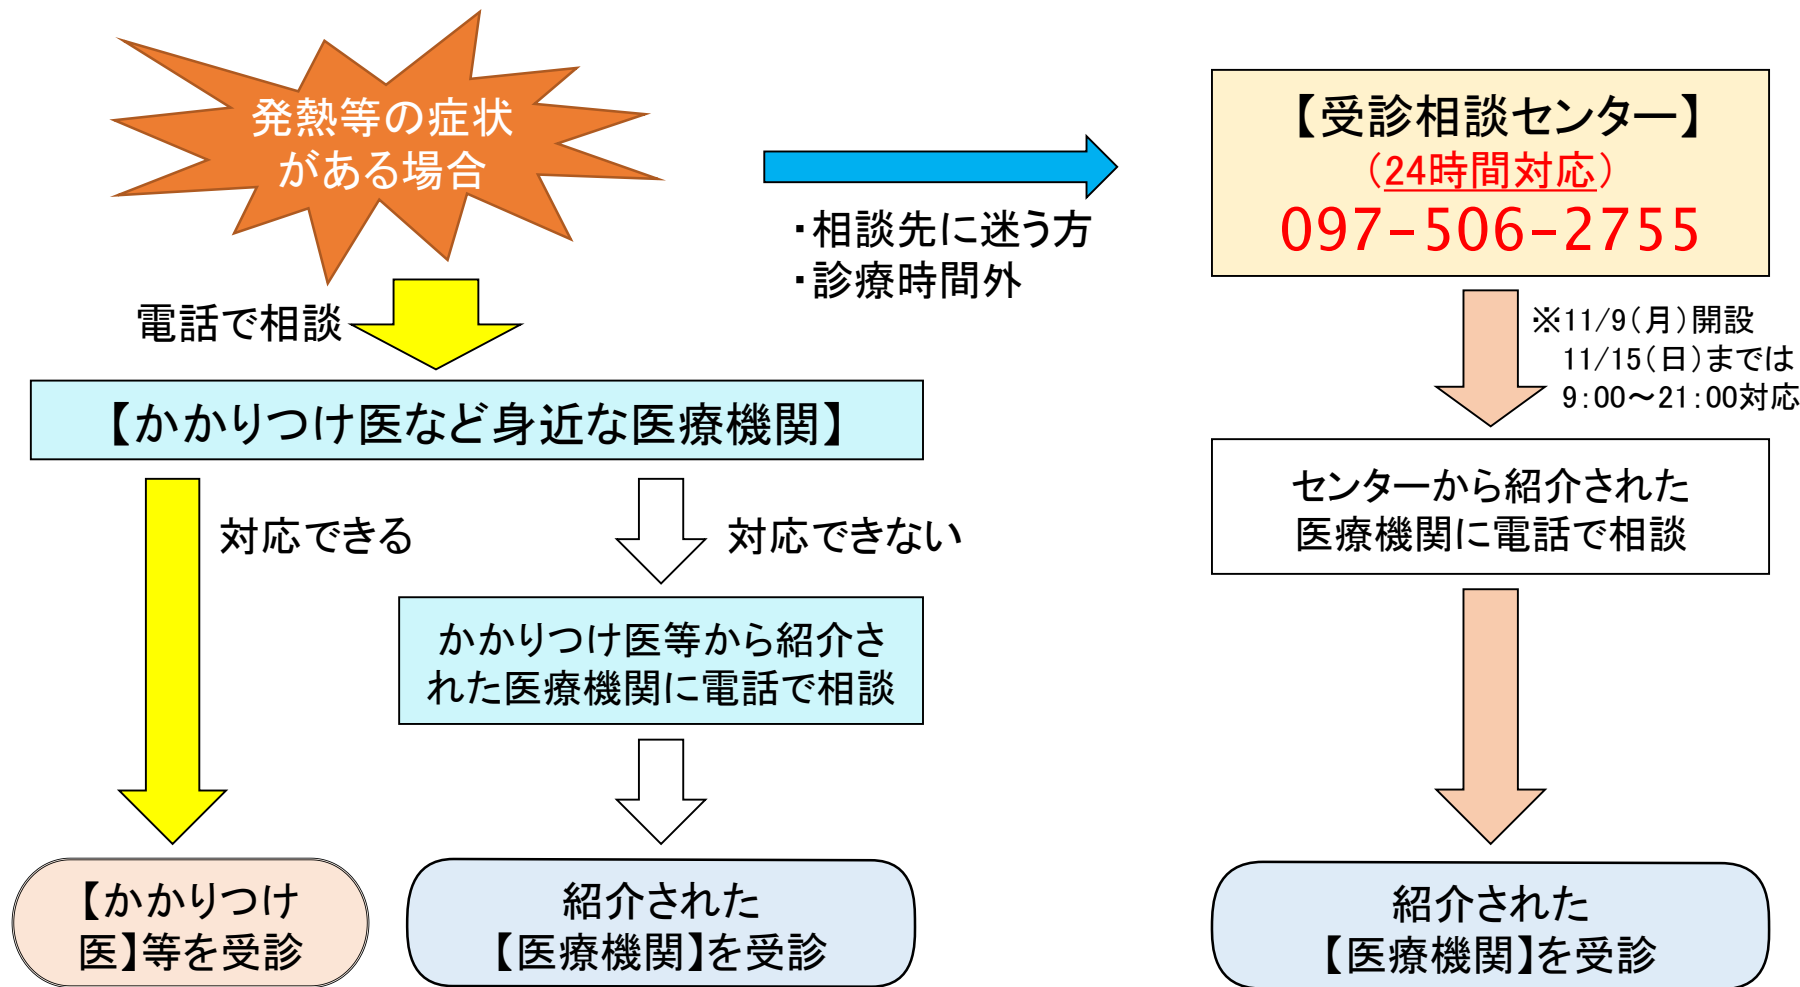 発熱等の症状
がある場合
・相談先に迷う方
・診療時間外
【受診相談センター】
（24時間対応）
097-506-2755
※11/9（月）開設
11/15（日）までは
9：00～21：00対応
電話で相談
【かかりつけ医など身近な医療機関】
対応できる
対応できない
かかりつけ医等から紹介さ
れた医療機関に電話で相談
センターから紹介された
医療機関に電話で相談
【かかりつけ
医】等を受診
紹介された
【医療機関】を受診
紹介された
【医療機関】を受診